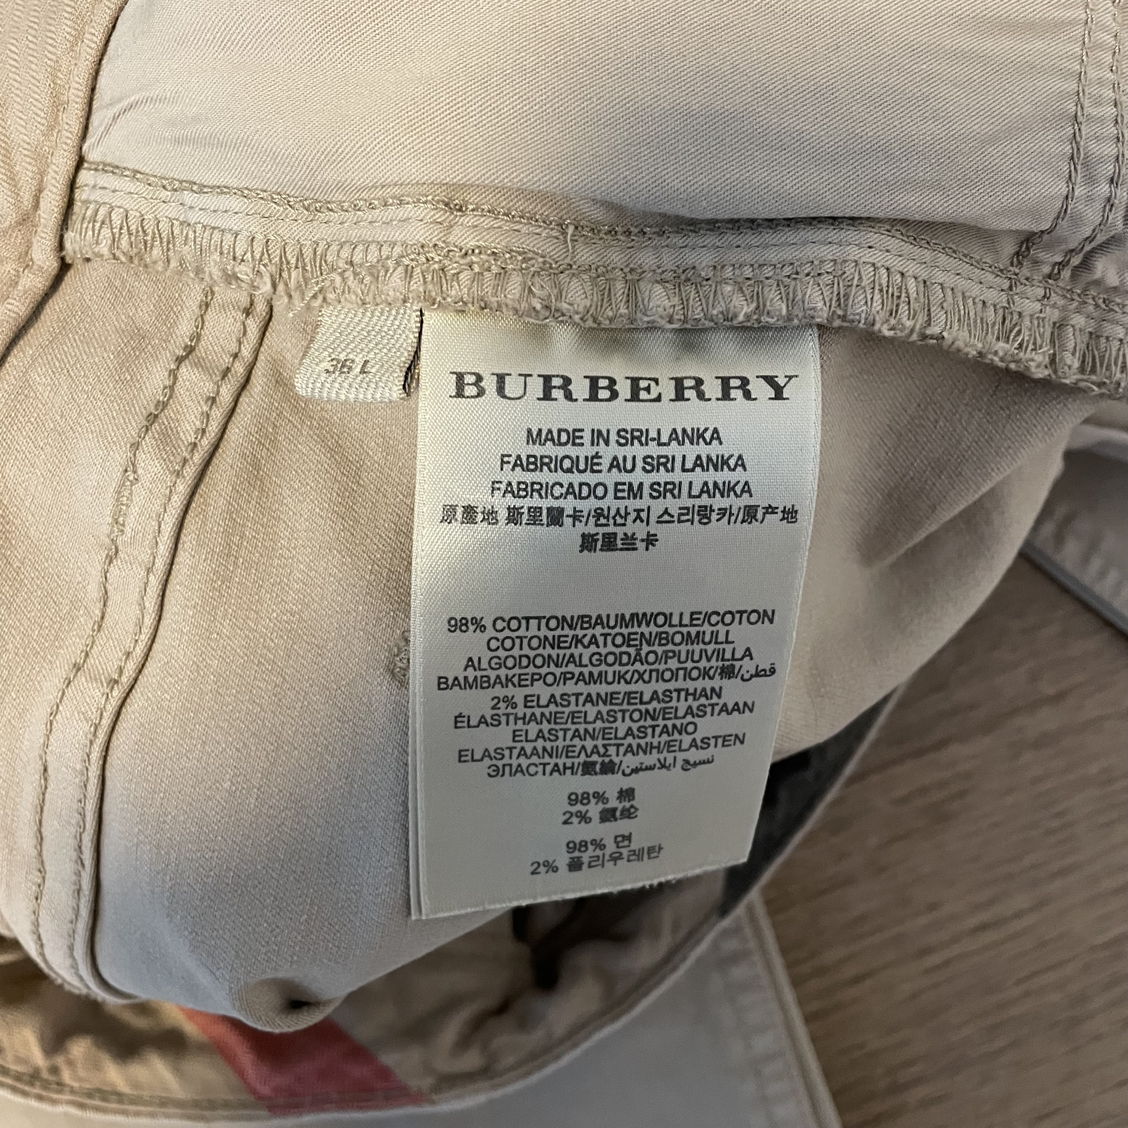 36 L
BURBERRY
MADE IN SRI-LANKA
FABRIQUÉ AU SRI LANKA
FABRICADO EM SRI LANKA
原產地 斯里蘭卡/원산지 스리랑카/原产地
斯里兰卡
98% COTTON/BAUMWOLLE/COTON
COTONE/KATOEN/BOMULL
ALGODON/ALGODÃO/PUUVILLA
BAMBAKEPO/PAMUK/ХЛОПОК/棉/قطن
2% ELASTANE/ELASTHAN
ÉLASTHANE/ELASTON/ELASTAAN
ELASTAN/ELASTANO
ELASTAANI/ΕΛΑΣΤΑΝΗ/ELASTEN
ЭЛАСТАН/氨綸/نسيج ايلاستين
98% 棉
2% 氨纶
98% 면
2% 폴리우레탄